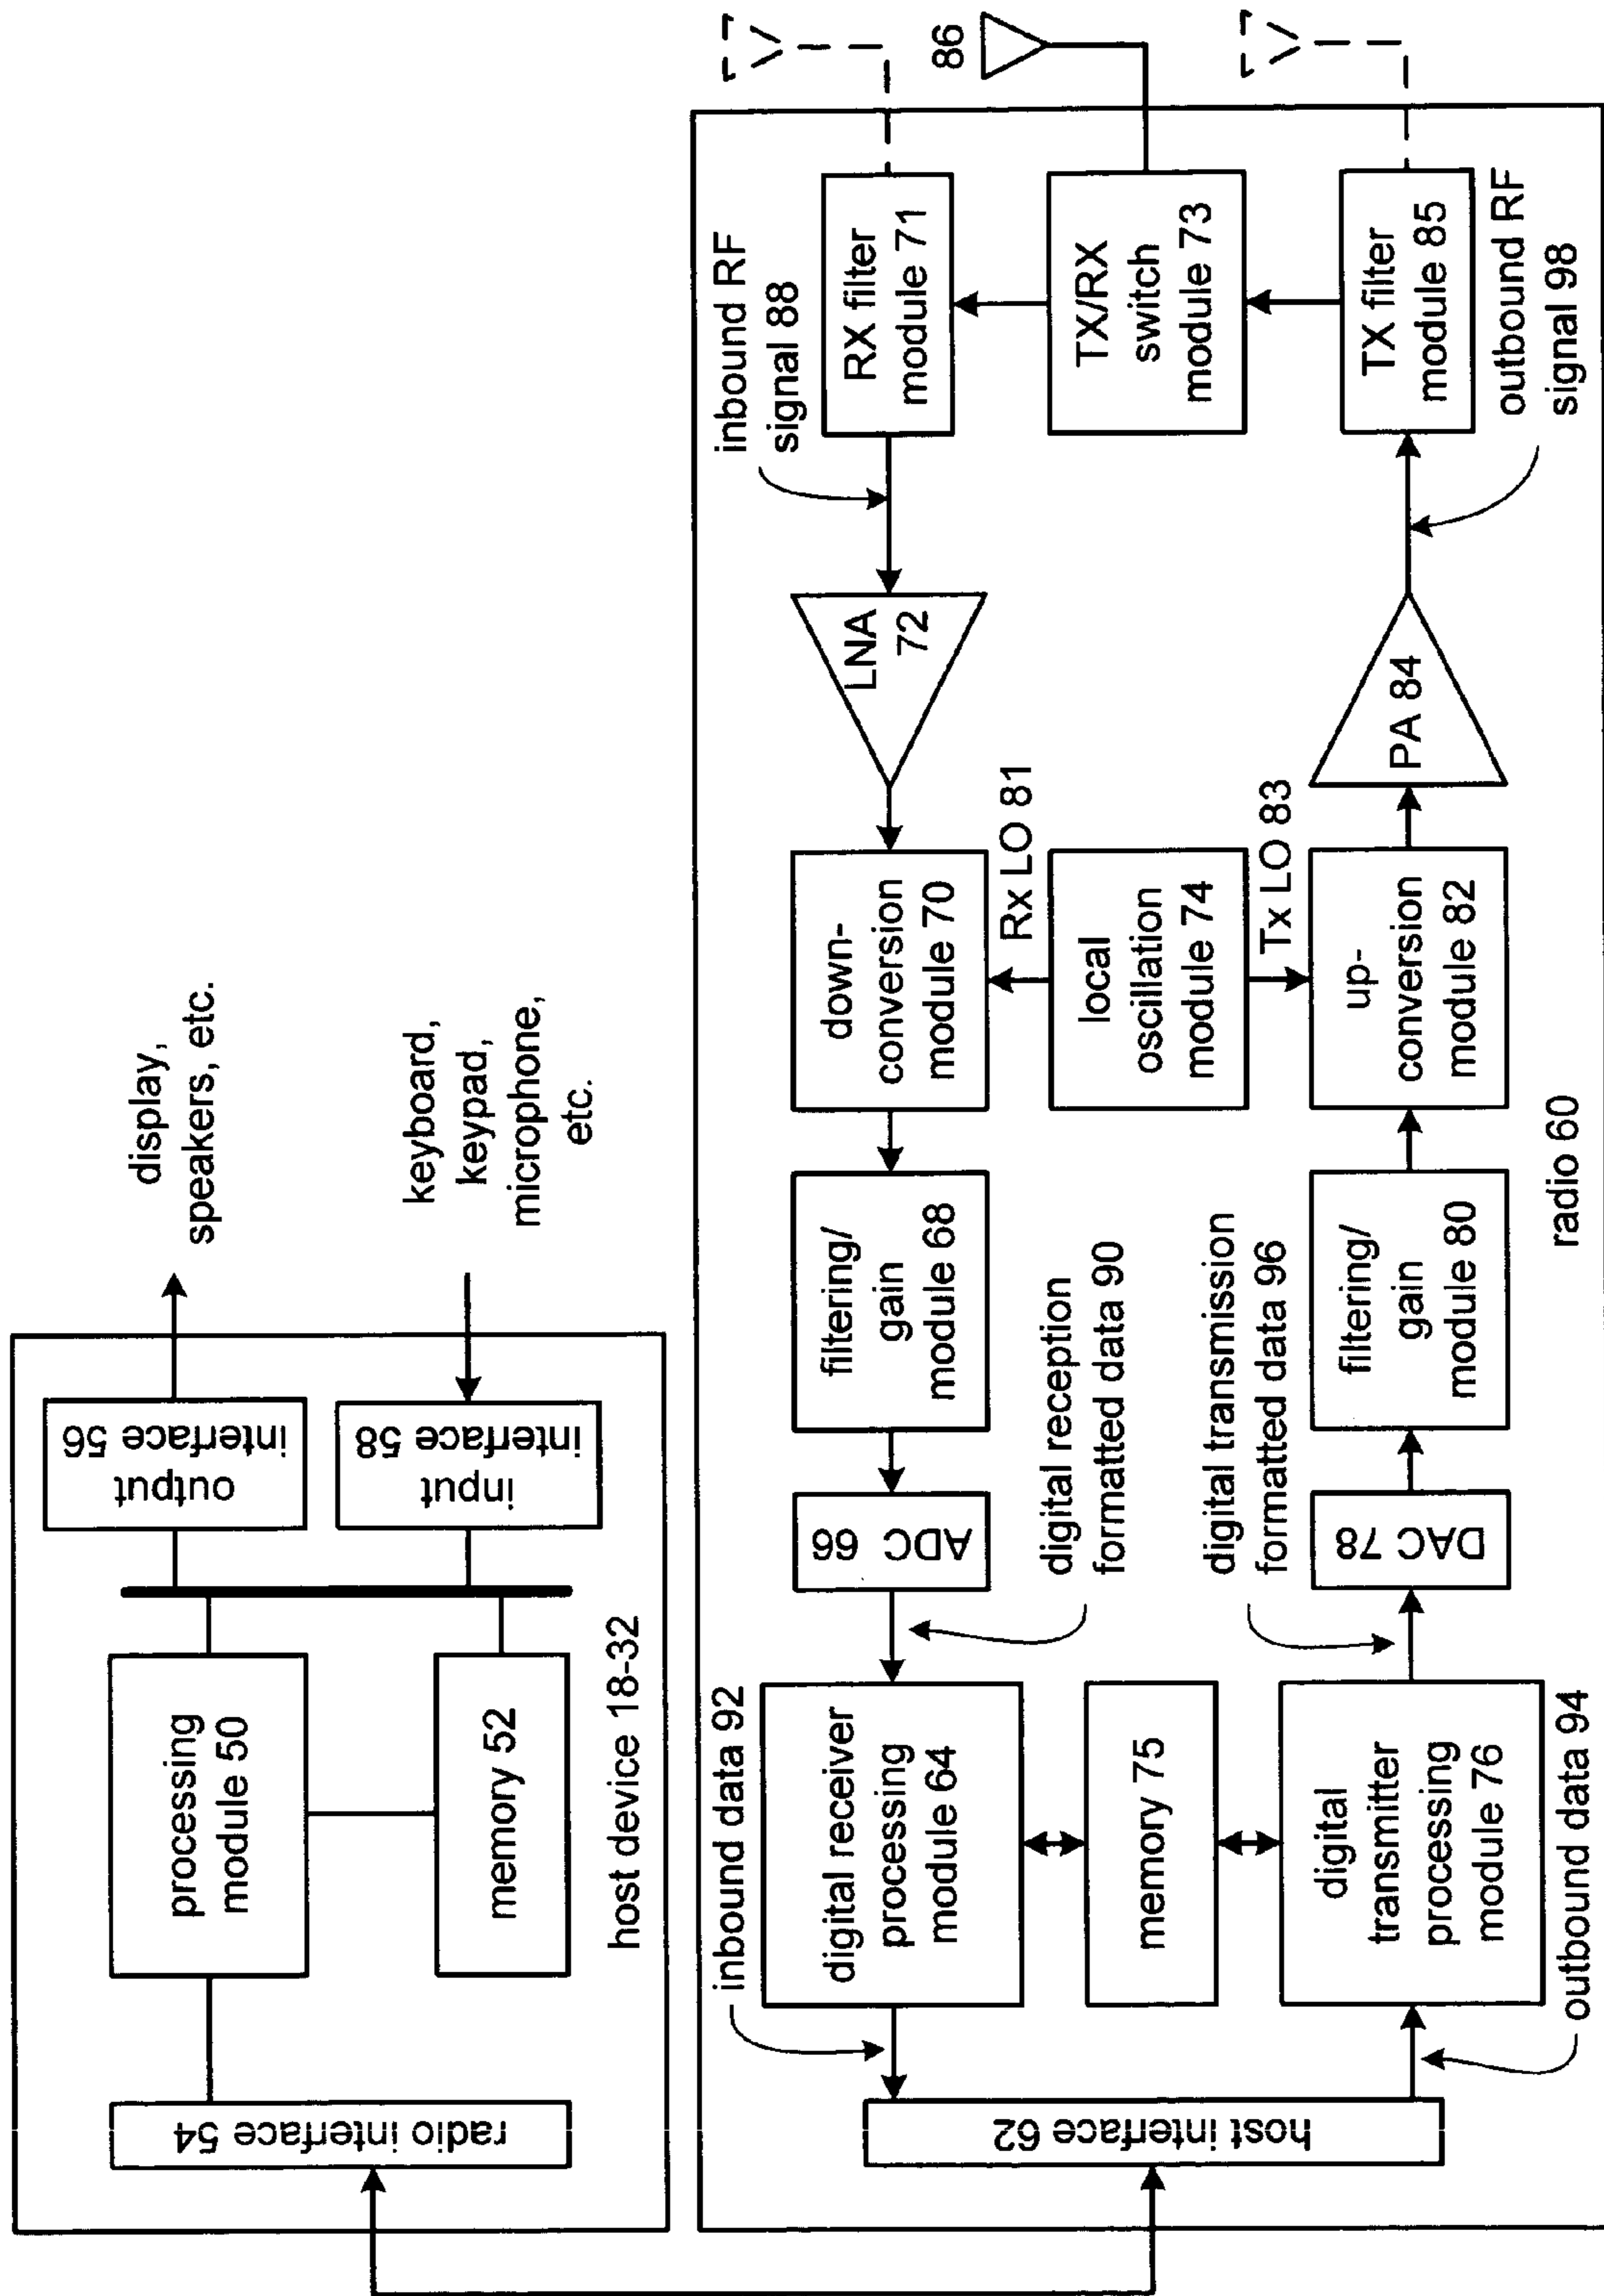 display,
speakers, etc.
keyboard,
keypad,
microphone,
etc.
output
interface 56
input
interface 58
processing
module 50
memory 52
radio interface 54
host device 18-32
86
inbound RF
signal 88
RX filter
module 71
TX/RX
switch
module 73
TX filter
module 85
outbound RF
signal 98
LNA
72
PA 84
down-
conversion
module 70
Rx LO 81
local
oscillation
module 74
Tx LO 83
up-
conversion
module 82
filtering/
gain
module 68
filtering/
gain
module 80
radio 60
digital reception
formatted data 90
digital transmission
formatted data 96
ADC 66
DAC 78
inbound data 92
digital receiver
processing
module 64
memory 75
digital
transmitter
processing
module 76
outbound data 94
host interface 62